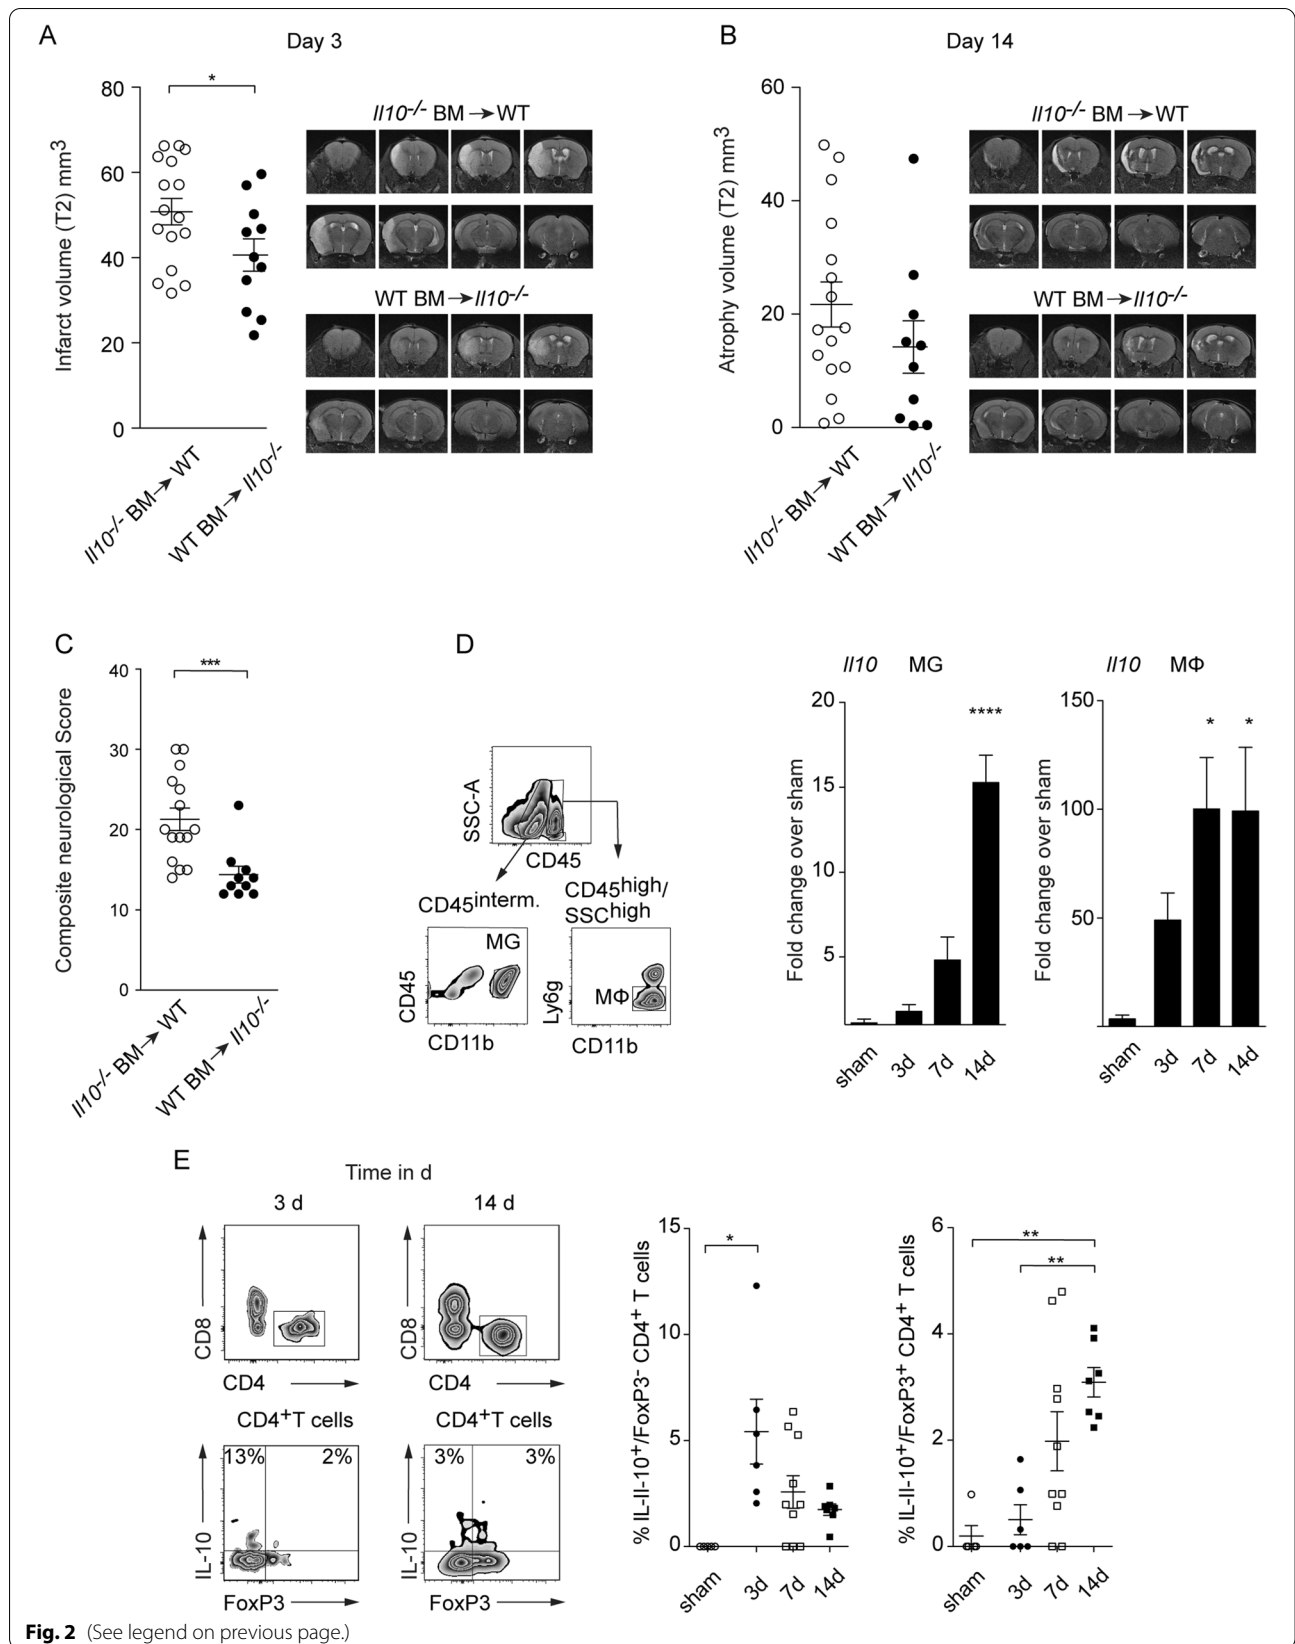 A
Day 3
80
60
40
20
0
Infarct volume (T2) mm3
*
Il10-/- BM→WT
WT BM→Il10-/-
Il10-/- BM→ WT
WT BM→ Il10-/-
B
Day 14
60
40
20
0
Atrophy volume (T2) mm3
Il10-/- BM→WT
WT BM→Il10-/-
Il10-/- BM→ WT
WT BM→ Il10-/-
C
40
30
20
10
0
Composite neurological Score
***
Il10-/- BM→ WT
WT BM→ Il10-/-
D
SSC-A
CD45
CD45interm.
CD45high/
SSChigh
MG
CD45
CD11b
MΦ
Ly6g
CD11b
Il10 MG
20
15
10
5
Fold change over sham
****
sham
3d
7d
14d
Il10 MΦ
150
100
50
Fold change over sham
*
*
sham
3d
7d
14d
E
Time in d
3 d
14 d
CD8
CD4
CD8
CD4
CD4+T cells
CD4+T cells
13%
2%
3%
3%
IL-10
FoxP3
IL-10
FoxP3
15
10
5
0
% IL-Il-10+/FoxP3- CD4+ T cells
*
sham
3d
7d
14d
6
4
2
0
% IL-Il-10+/FoxP3+ CD4+ T cells
**
**
sham
3d
7d
14d
Fig. 2 (See legend on previous page.)